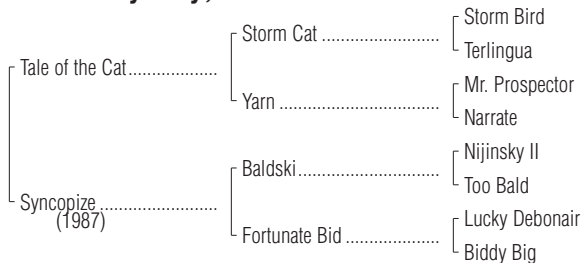 Storm Bird
Storm Cat ........................
Terlingua
Tale of the Cat..................
Mr. Prospector
Yarn ................................
Narrate
Nijinsky II
Baldski............................
Too Bald
Syncopize ........................
(1987)
Lucky Debonair
Fortunate Bid ...................
Biddy Big